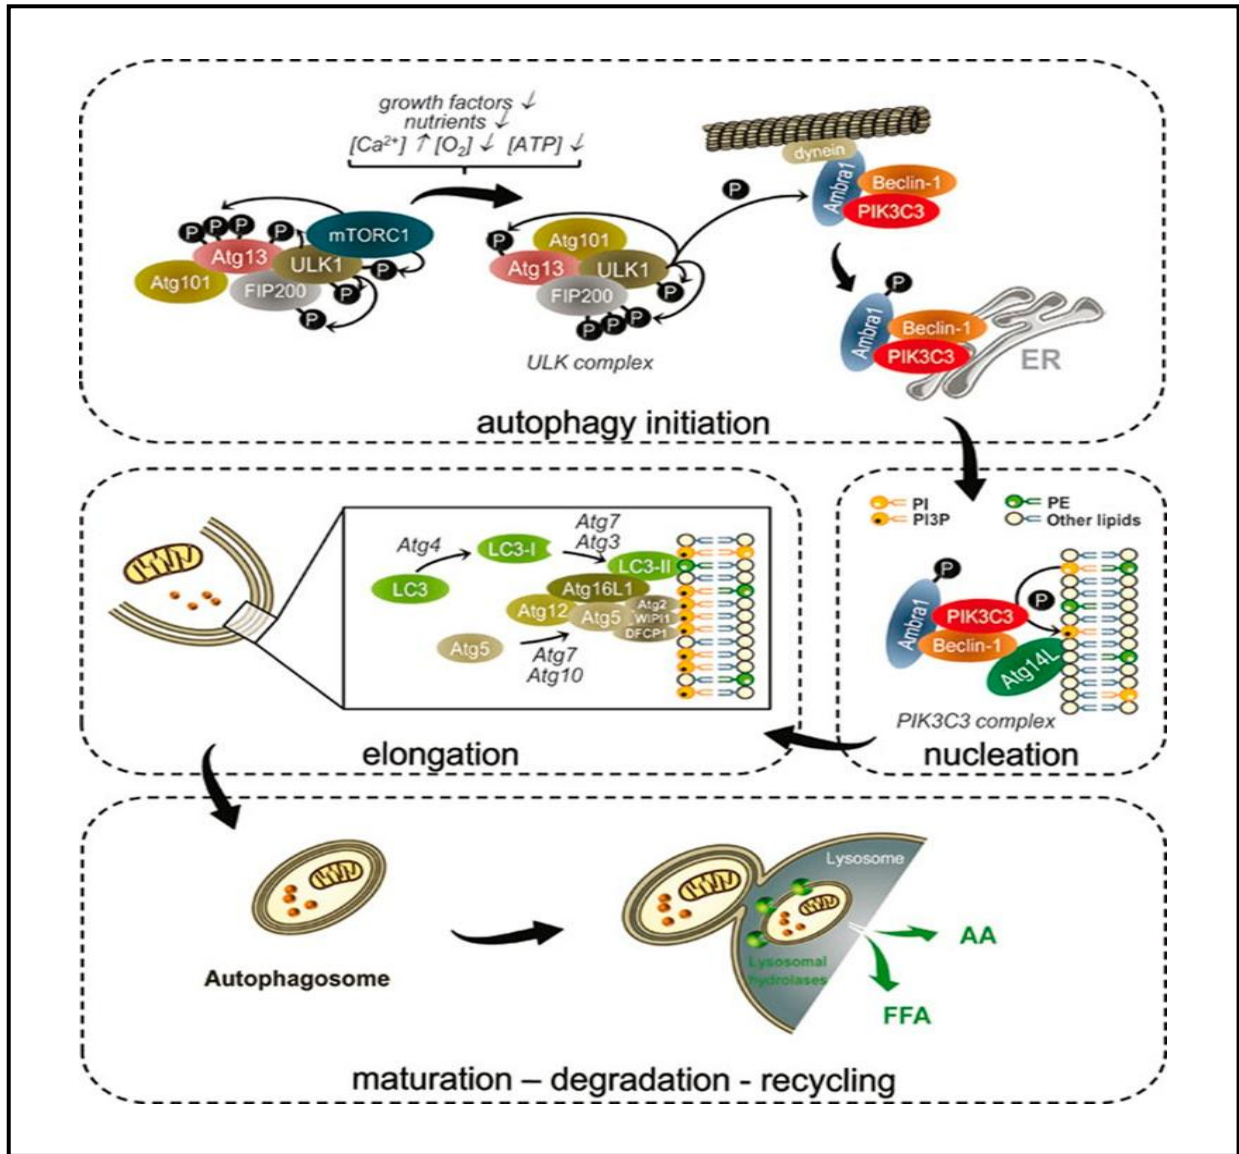 growth factors ↓
nutrients ↓
[Ca²⁺] ↑ [O₂] ↓ [ATP] ↓
P P P P
mTORC1
Atg13
ULK1
P
Atg101
FIP200
P
P
P
Atg101
Atg13
ULK1
FIP200
P
P P P
ULK complex
P
dynein
Ambra1
Beclin-1
PIK3C3
P
Ambra1
Beclin-1
PIK3C3
ER
autophagy initiation
Atg4
LC3
LC3-I
Atg7
Atg3
LC3-II
Atg16L1
Atg12
Atg5
Atg2
WIPI1
DFCP1
Atg5
Atg7
Atg10
elongation
PI
PI3P
PE
Other lipids
P
Ambra1
PIK3C3
Beclin-1
P
Atg14L
PIK3C3 complex
nucleation
Autophagosome
Lysosome
Lysosomal
hydrolases
AA
FFA
maturation – degradation - recycling